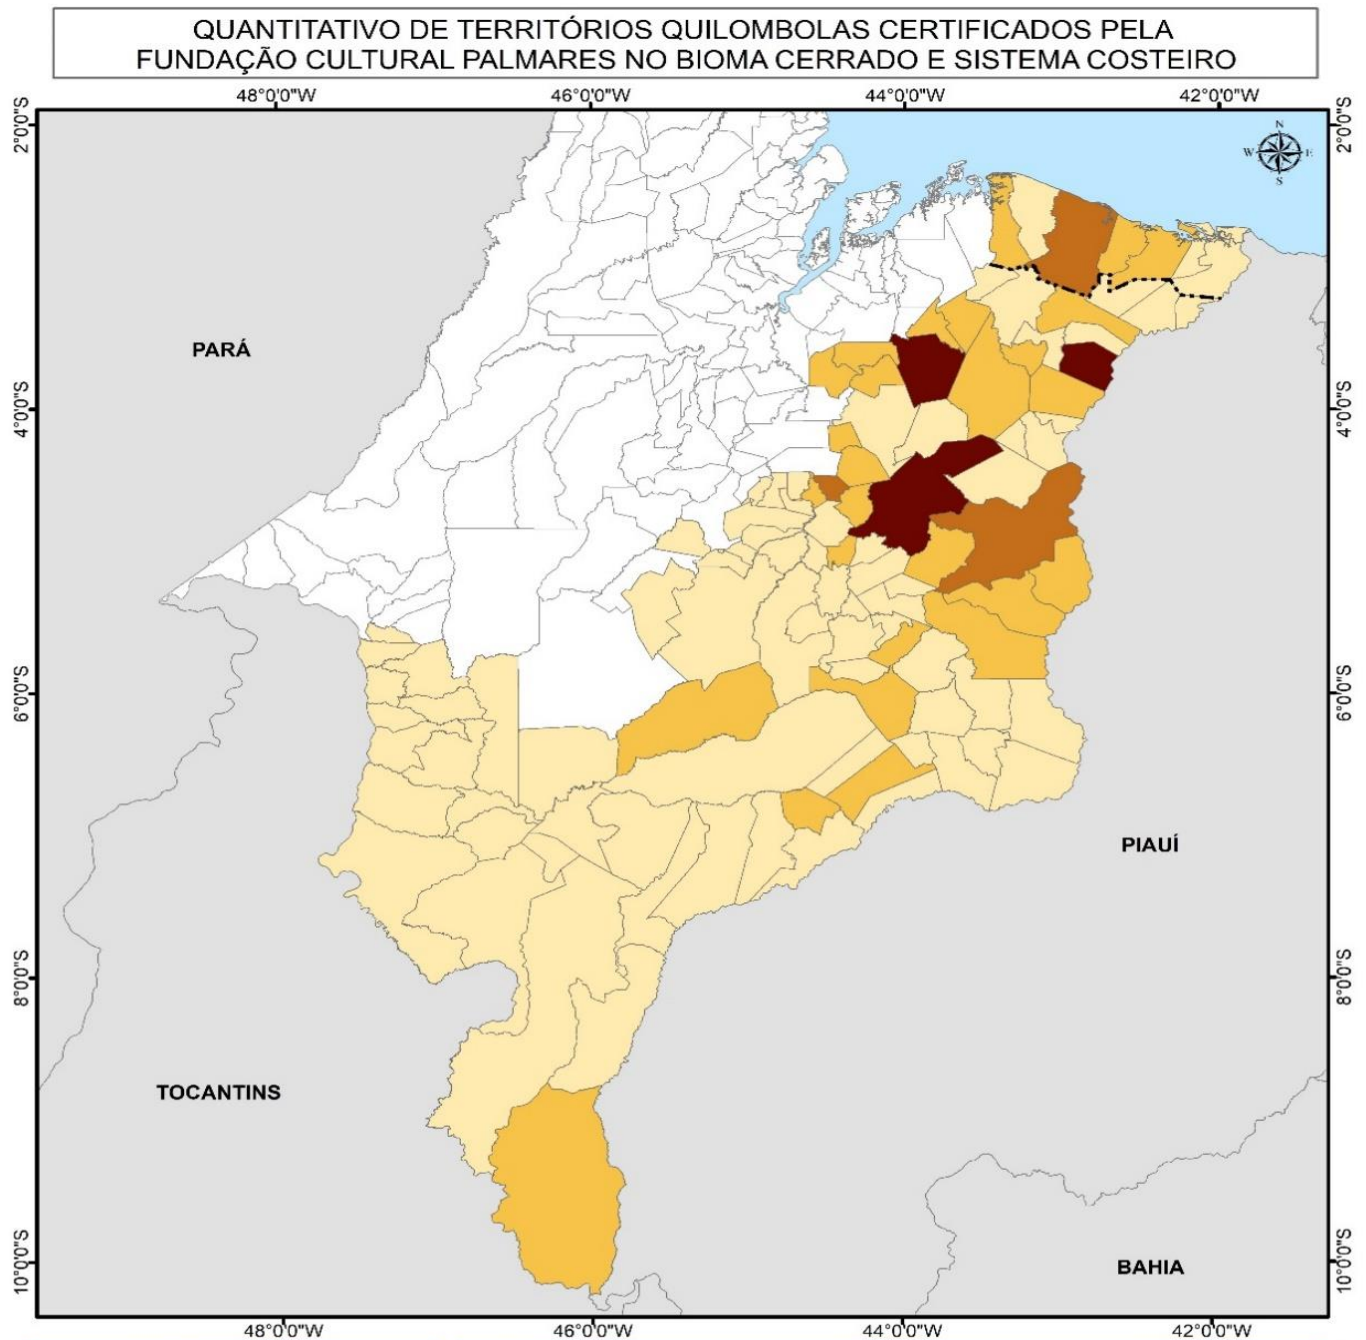 QUANTITATIVO DE TERRITÓRIOS QUILOMBOLAS CERTIFICADOS PELA
FUNDAÇÃO CULTURAL PALMARES NO BIOMA CERRADO E SISTEMA COSTEIRO
48°0'0"W 46°0'0"W 44°0'0"W 42°0'0"W
2°0'0"S 2°0'0"S
N
W E
S
PARÁ
4°0'0"S 4°0'0"S
6°0'0"S 6°0'0"S
PIAUÍ
8°0'0"S 8°0'0"S
TOCANTINS
10°0'0"S 10°0'0"S
BAHIA
48°0'0"W 46°0'0"W 44°0'0"W 42°0'0"W